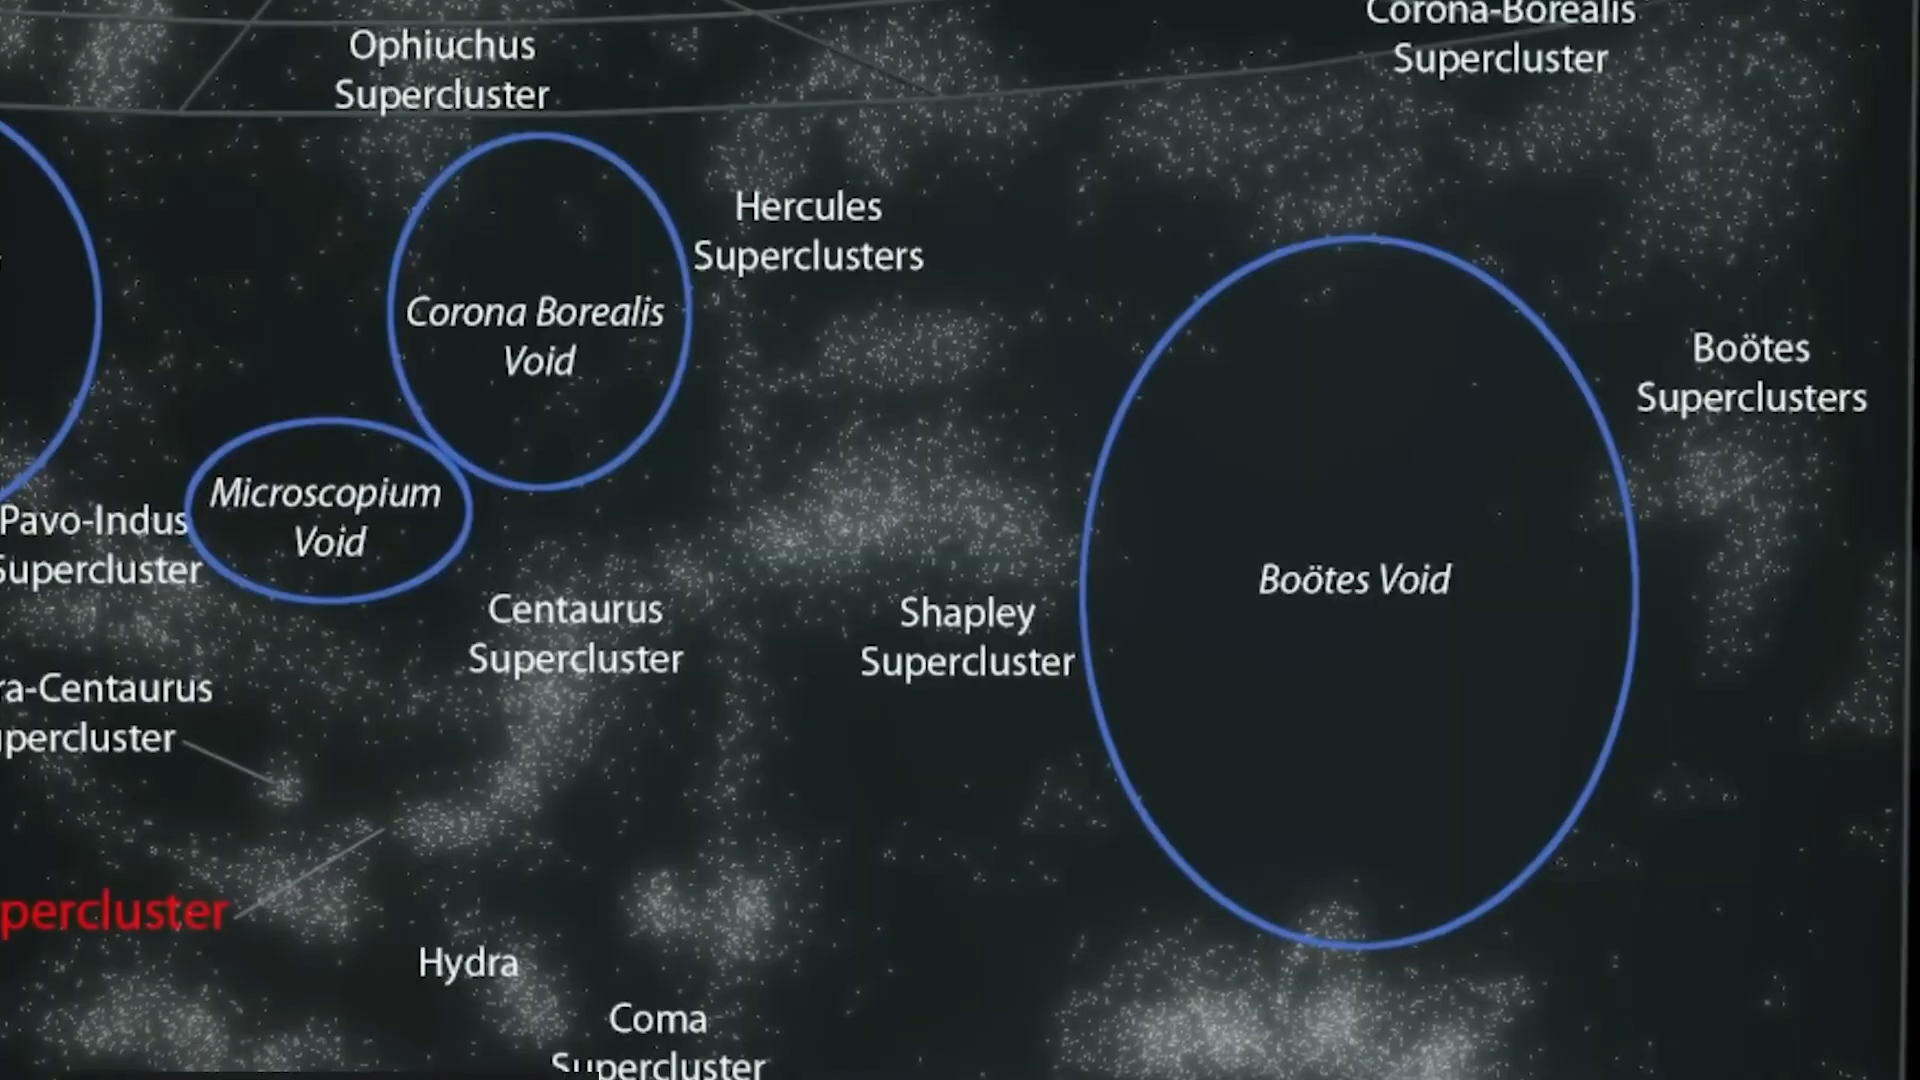 Corona-Borealis
Supercluster
Ophiuchus
Supercluster
Hercules
Superclusters
Corona Borealis
Void
Boötes
Superclusters
Microscopium
Void
Pavo-Indus
Supercluster
Boötes Void
Centaurus
Supercluster
Shapley
Supercluster
ra-Centaurus
percluster
percluster
Hydra
Coma
Supercluster